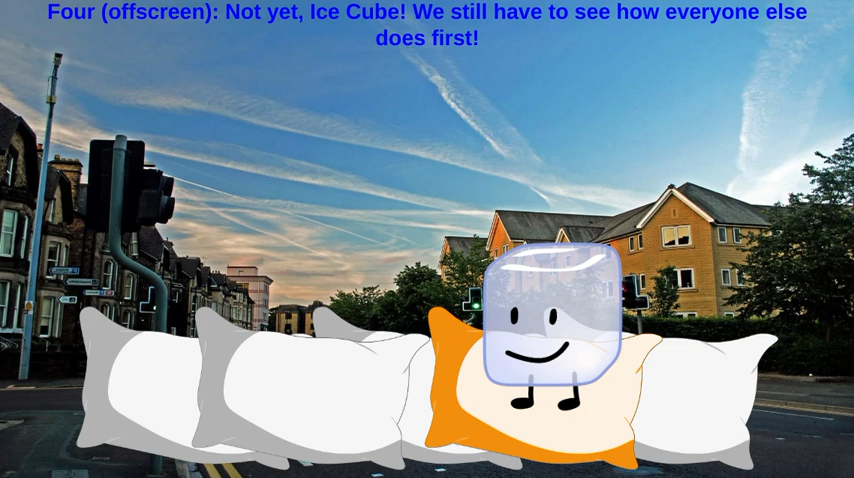 Four (offscreen): Not yet, Ice Cube! We still have to see how everyone else
does first!